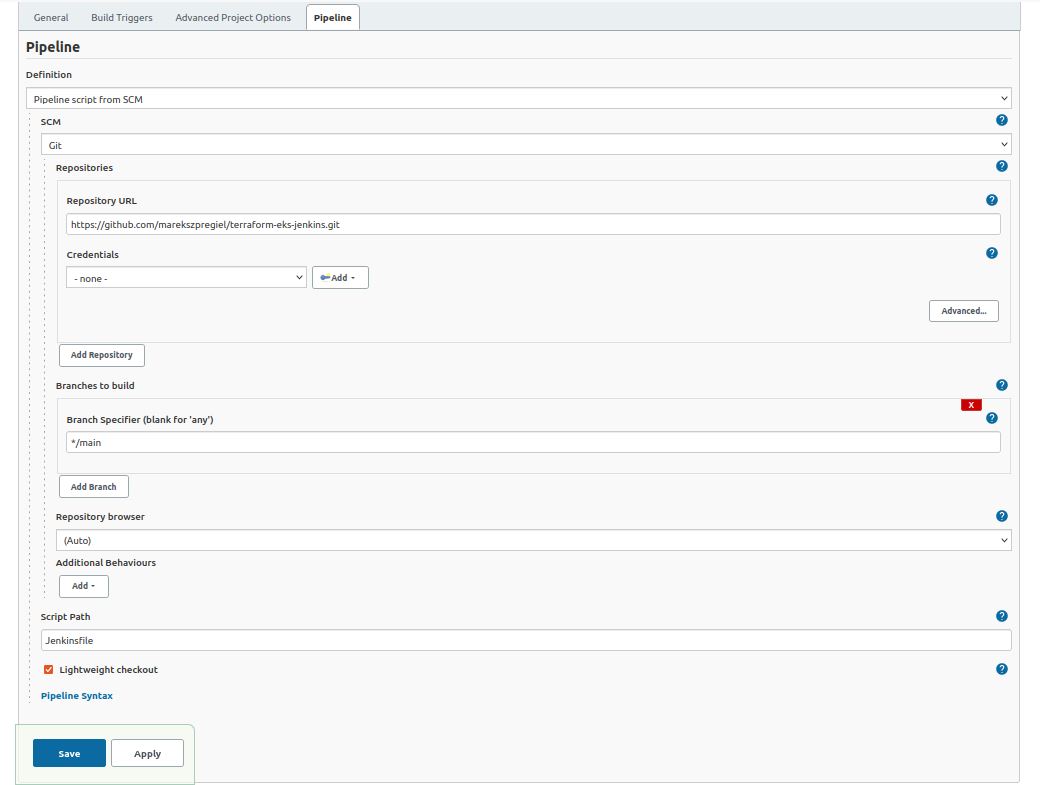 General Build Triggers Advanced Project Options Pipeline
Pipeline
Definition
Pipeline script from SCM
SCM ?
Git
Repositories ?
Repository URL ?
https://github.com/marekszpregiel/terraform-eks-jenkins.git
Credentials ?
- none - Add
Advanced...
Add Repository
Branches to build ?
X
Branch Specifier (blank for 'any') ?
*/main
Add Branch
Repository browser ?
(Auto)
Additional Behaviours
Add
Script Path ?
Jenkinsfile
Lightweight checkout ?
Pipeline Syntax
Save Apply